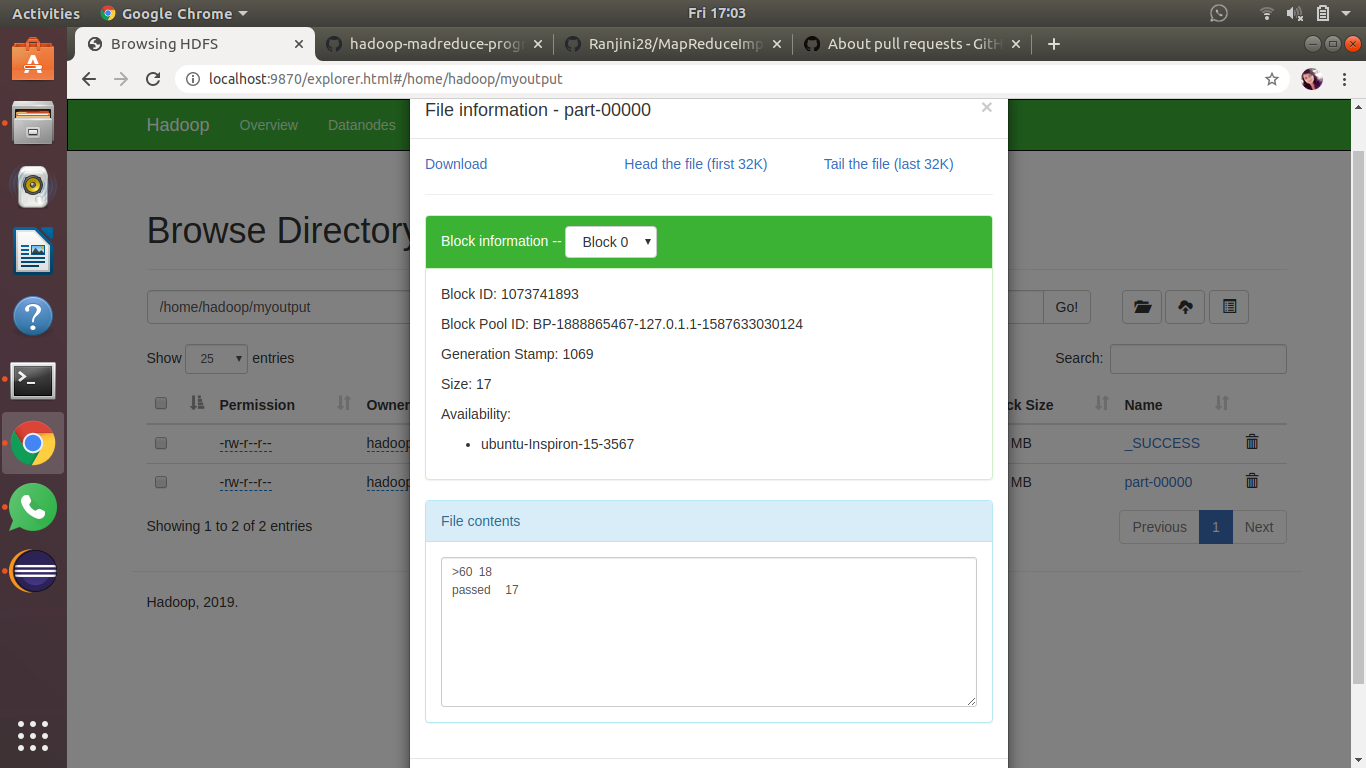 Activities Google Chrome Fri 17:03
Browsing HDFS hadoop-madreduce-prog Ranjini28/MapReduceImp About pull requests - GitH
localhost:9870/explorer.html#/home/hadoop/myoutput
Hadoop Overview Datanodes
File information - part-00000 ×
Download Head the file (first 32K) Tail the file (last 32K)
Browse Directory
Block information -- Block 0
/home/hadoop/myoutput Go!
Block ID: 1073741893
Block Pool ID: BP-1888865467-127.0.1.1-1587633030124
Generation Stamp: 1069
Size: 17
Availability:
ubuntu-Inspiron-15-3567
Show 25 entries Search:
Permission Owner ck Size Name
-rw-r--r-- hadoop MB _SUCCESS
-rw-r--r-- hadoop MB part-00000
Showing 1 to 2 of 2 entries Previous 1 Next
File contents
>60 18
passed 17
Hadoop, 2019.